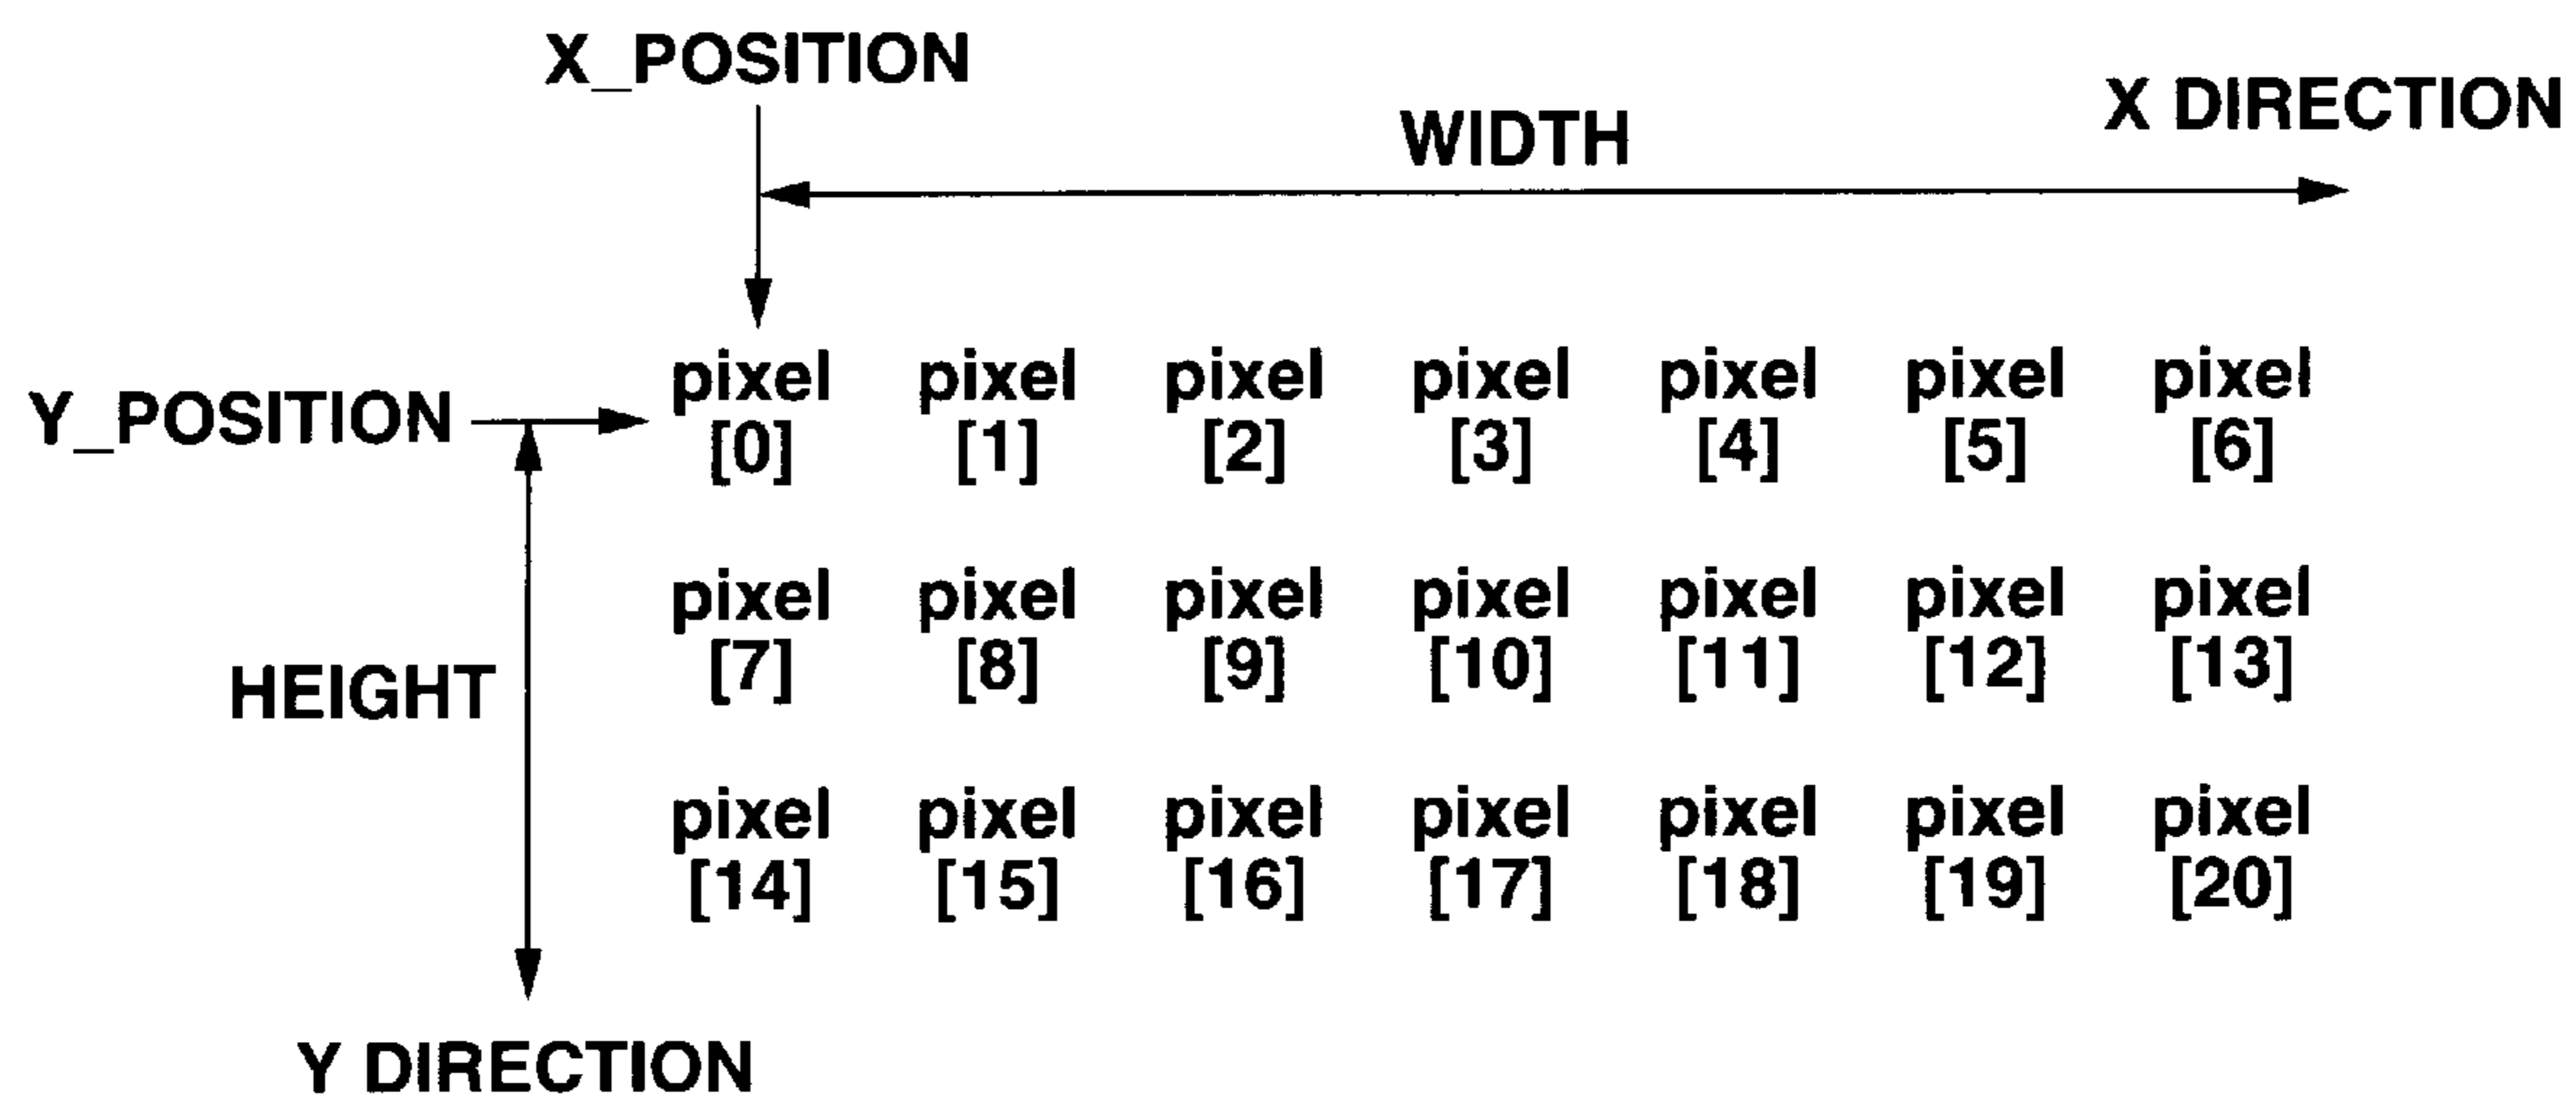 X_POSITION
X DIRECTION
WIDTH
Y_POSITION
pixel pixel pixel pixel pixel pixel pixel
[0] [1] [2] [3] [4] [5] [6]
pixel pixel pixel pixel pixel pixel pixel
[7] [8] [9] [10] [11] [12] [13]
HEIGHT
pixel pixel pixel pixel pixel pixel pixel
[14] [15] [16] [17] [18] [19] [20]
Y DIRECTION